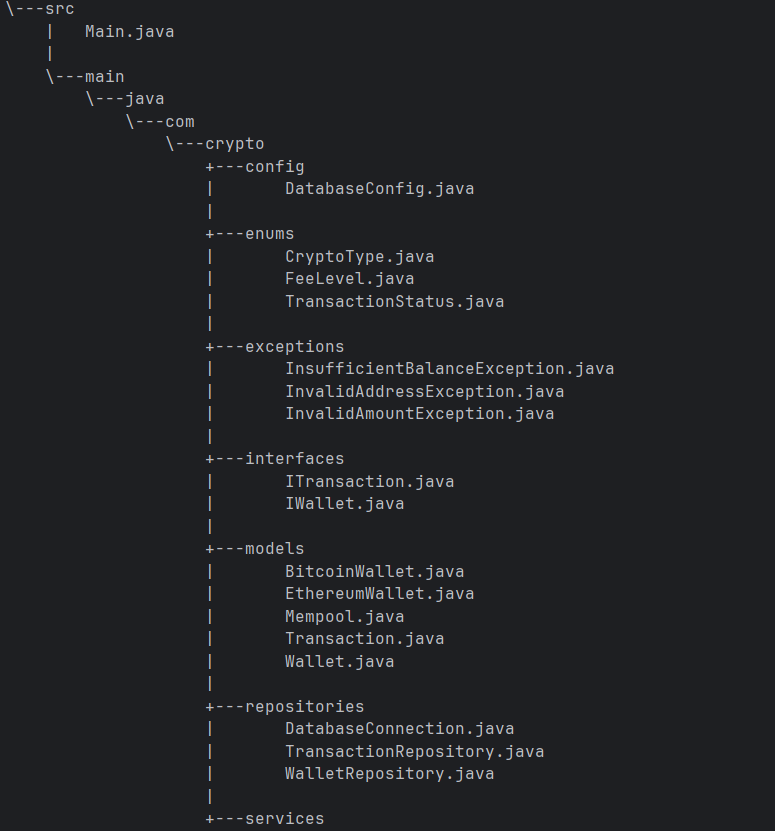 \---src
    |   Main.java
    |
    \---main
        \---java
            \---com
                \---crypto
                    +---config
                    |       DatabaseConfig.java
                    |
                    +---enums
                    |       CryptoType.java
                    |       FeeLevel.java
                    |       TransactionStatus.java
                    |
                    +---exceptions
                    |       InsufficientBalanceException.java
                    |       InvalidAddressException.java
                    |       InvalidAmountException.java
                    |
                    +---interfaces
                    |       ITransaction.java
                    |       IWallet.java
                    |
                    +---models
                    |       BitcoinWallet.java
                    |       EthereumWallet.java
                    |       Mempool.java
                    |       Transaction.java
                    |       Wallet.java
                    |
                    +---repositories
                    |       DatabaseConnection.java
                    |       TransactionRepository.java
                    |       WalletRepository.java
                    |
                    +---services